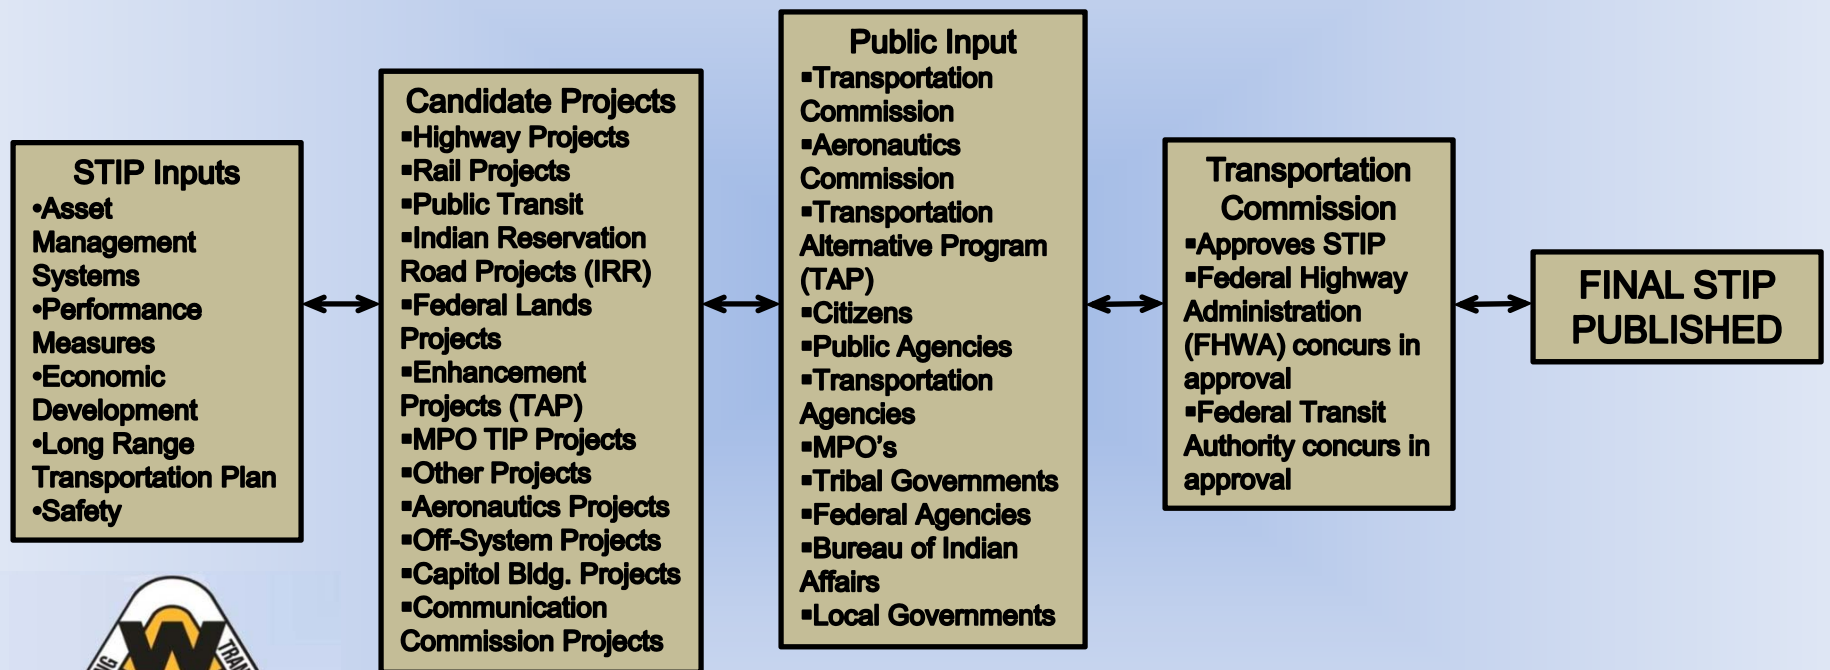 STIP Inputs
•Asset
Management
Systems
•Performance
Measures
•Economic
Development
•Long Range
Transportation Plan
•Safety
Candidate Projects
▪Highway Projects
▪Rail Projects
▪Public Transit
▪Indian Reservation
Road Projects (IRR)
▪Federal Lands
Projects
▪Enhancement
Projects (TAP)
▪MPO TIP Projects
▪Other Projects
▪Aeronautics Projects
▪Off-System Projects
▪Capitol Bldg. Projects
▪Communication
Commission Projects
Public Input
▪Transportation
Commission
▪Aeronautics
Commission
▪Transportation
Alternative Program
(TAP)
▪Citizens
▪Public Agencies
▪Transportation
Agencies
▪MPO’s
▪Tribal Governments
▪Federal Agencies
▪Bureau of Indian
Affairs
▪Local Governments
Transportation
Commission
▪Approves STIP
▪Federal Highway
Administration
(FHWA) concurs in
approval
▪Federal Transit
Authority concurs in
approval
FINAL STIP
PUBLISHED
W